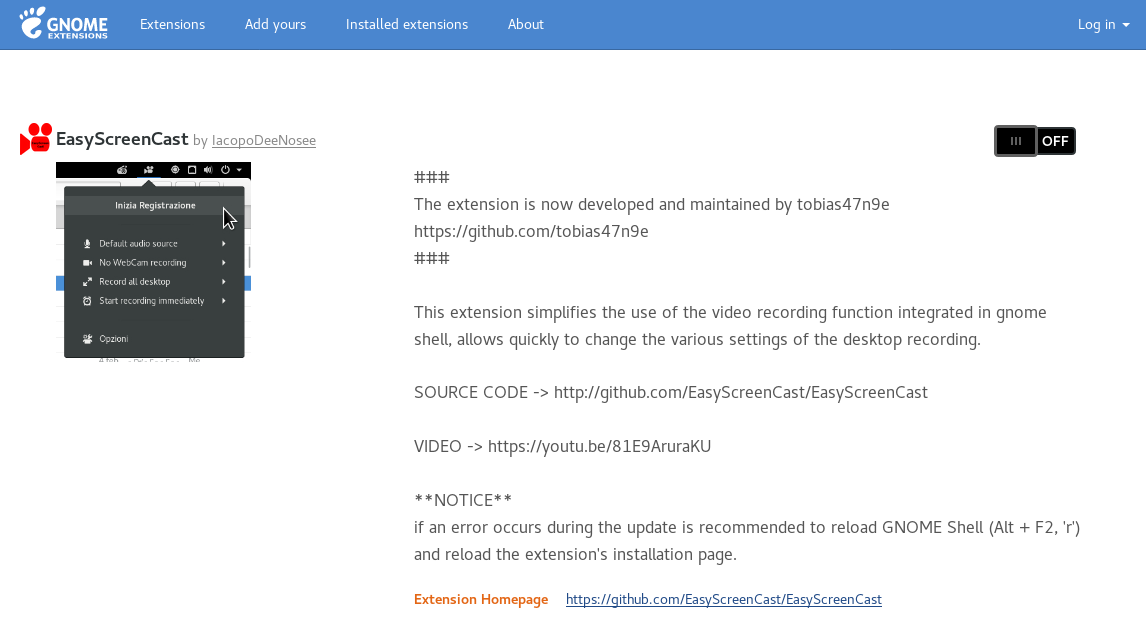 GNOME
EXTENSIONS
Extensions
Add yours
Installed extensions
About
Log in
EasyScreenCast by IacopoDeeNosee
OFF
Inizia Registrazione
Default audio source
No WebCam recording
Record all desktop
Start recording immediately
Opzioni
###
The extension is now developed and maintained by tobias47n9e
https://github.com/tobias47n9e
###
This extension simplifies the use of the video recording function integrated in gnome
shell, allows quickly to change the various settings of the desktop recording.
SOURCE CODE -> http://github.com/EasyScreenCast/EasyScreenCast
VIDEO -> https://youtu.be/81E9AruraKU
**NOTICE**
if an error occurs during the update is recommended to reload GNOME Shell (Alt + F2, 'r')
and reload the extension's installation page.
Extension Homepage https://github.com/EasyScreenCast/EasyScreenCast